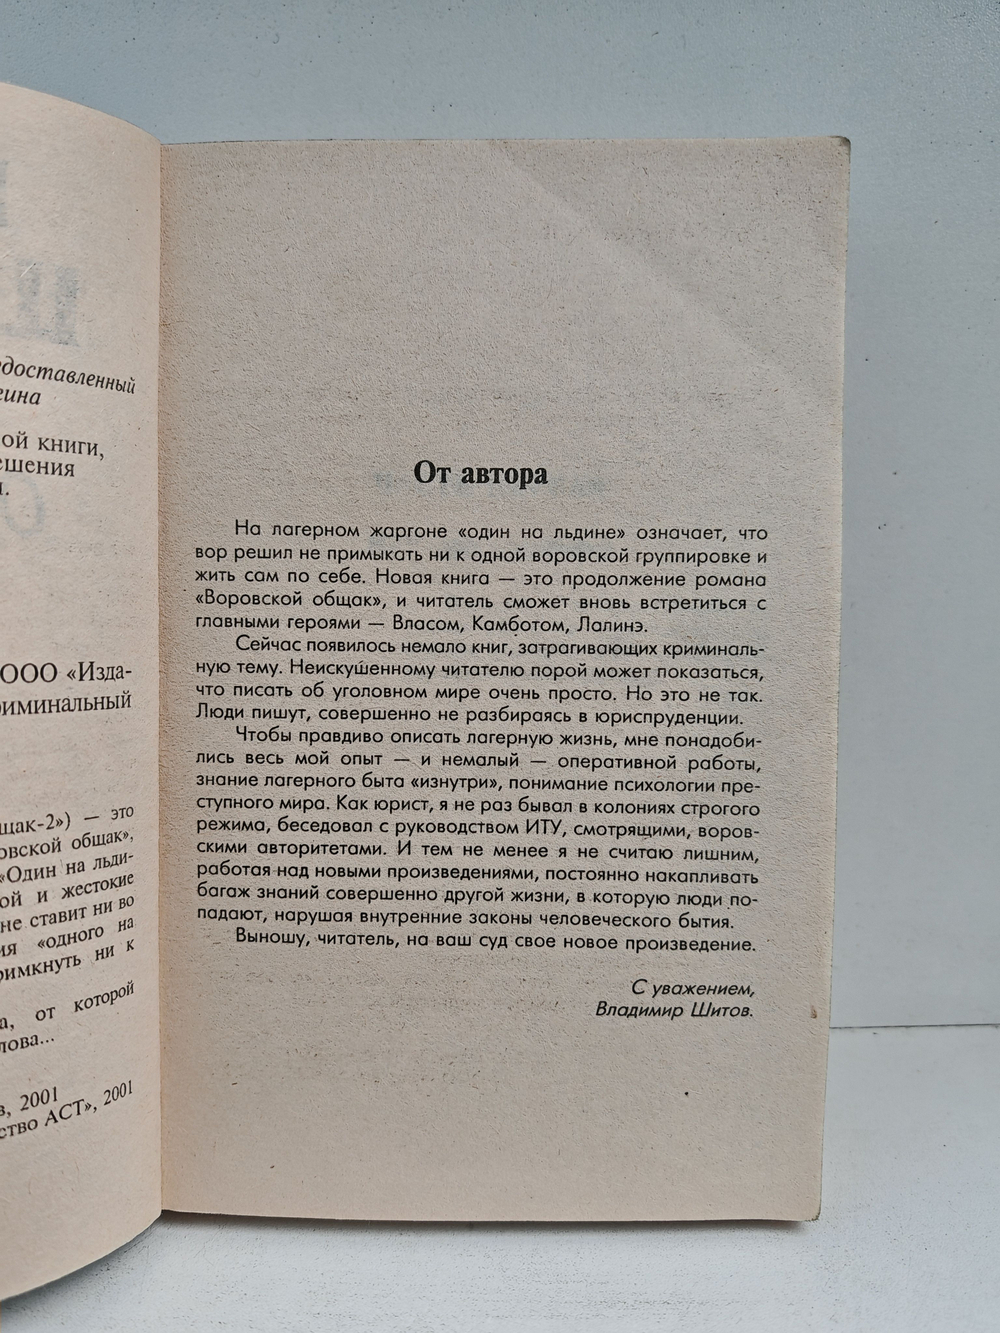 доставленный
ой книги,
ешения
ООО «Изда-
риминальный
щак-2») — это
овской общак»,
«Один на льди-
ой и жестокие
не ставит ни во
ия «одного на
римкнуть ни к
а, от которой
лова...
в, 2001
ство АСТ», 2001
От автора
На лагерном жаргоне «один на льдине» означает, что
вор решил не примыкать ни к одной воровской группировке и
жить сам по себе. Новая книга — это продолжение романа
«Воровской общак», и читатель сможет вновь встретиться с
главными героями — Власом, Камботом, Лалинэ.
Сейчас появилось немало книг, затрагивающих криминаль-
ную тему. Неискушенному читателю порой может показаться,
что писать об уголовном мире очень просто. Но это не так.
Люди пишут, совершенно не разбираясь в юриспруденции.
Чтобы правдиво описать лагерную жизнь, мне понадоби-
лись весь мой опыт — и немалый — оперативной работы,
знание лагерного быта «изнутри», понимание психологии пре-
ступного мира. Как юрист, я не раз бывал в колониях строгого
режима, беседовал с руководством ИТУ, смотрящими, воров-
скими авторитетами. И тем не менее я не считаю лишним,
работая над новыми произведениями, постоянно накапливать
багаж знаний совершенно другой жизни, в которую люди по-
падают, нарушая внутренние законы человеческого бытия.
Выношу, читатель, на ваш суд свое новое произведение.
С уважением,
Владимир Шитов.